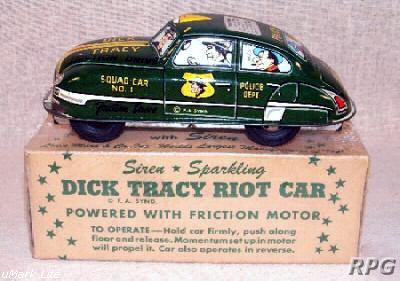 DICK
TRACY
SQUAD CAR
NO. 1
© F.A. SYND.
POLICE
DEPT
with Siren
Siren ★ Sparkling
DICK TRACY RIOT CAR
© F. A. SYND.
POWERED WITH FRICTION MOTOR
TO OPERATE—Hold car firmly, push along
floor and release. Momentum set up in motor
will propel it. Car also operates in reverse.
uMark Lite
RPG